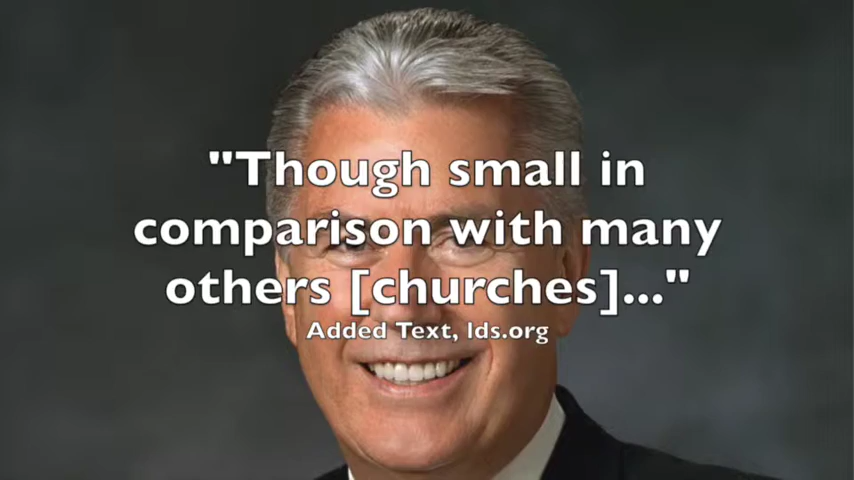 "Though small in
comparison with many
others [churches]..."
Added Text, lds.org